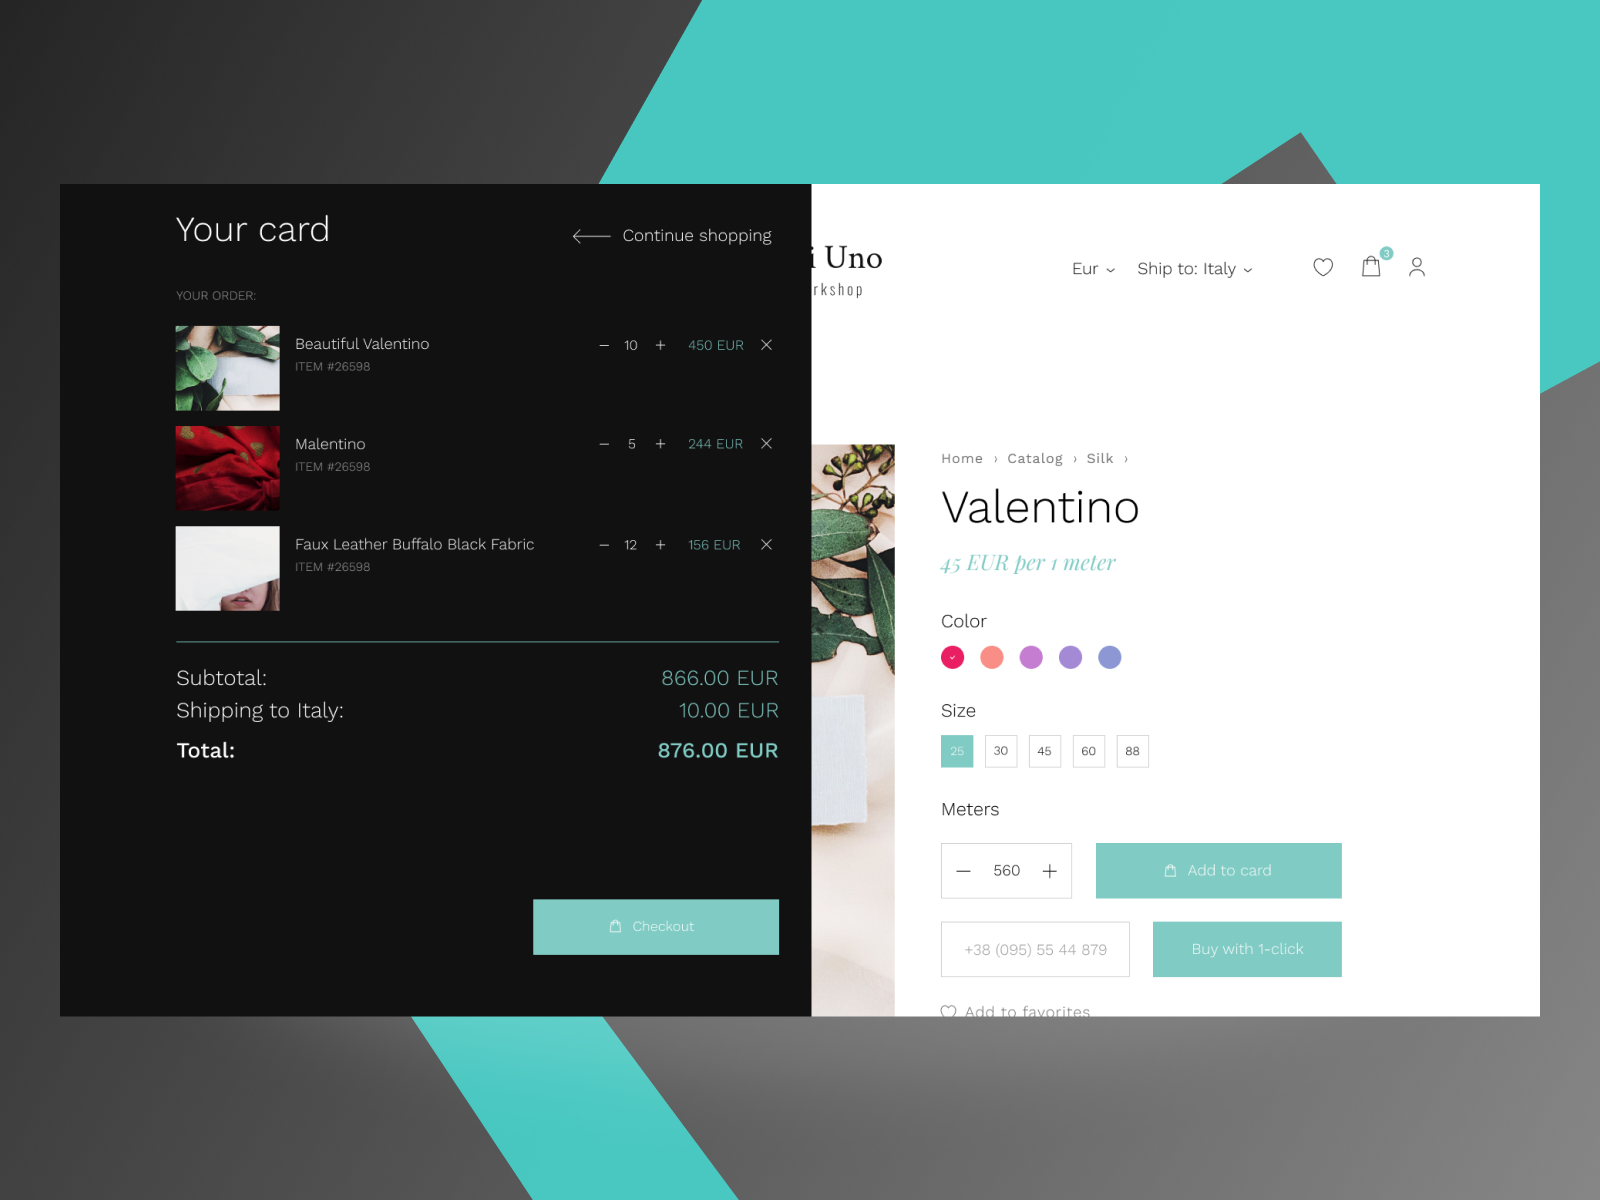 Your card
Continue shopping
YOUR ORDER:
Beautiful Valentino
10
450 EUR
ITEM #26598
Malentino
5
244 EUR
ITEM #26598
Faux Leather Buffalo Black Fabric
12
156 EUR
ITEM #26598
Subtotal:
866.00 EUR
Shipping to Italy:
10.00 EUR
Total:
876.00 EUR
Checkout
i Uno
rkshop
Eur
Ship to: Italy
3
Home › Catalog › Silk ›
Valentino
45 EUR per 1 meter
Color
Size
25 30 45 60 88
Meters
560
Add to card
+38 (095) 55 44 879
Buy with 1-click
Add to favorites